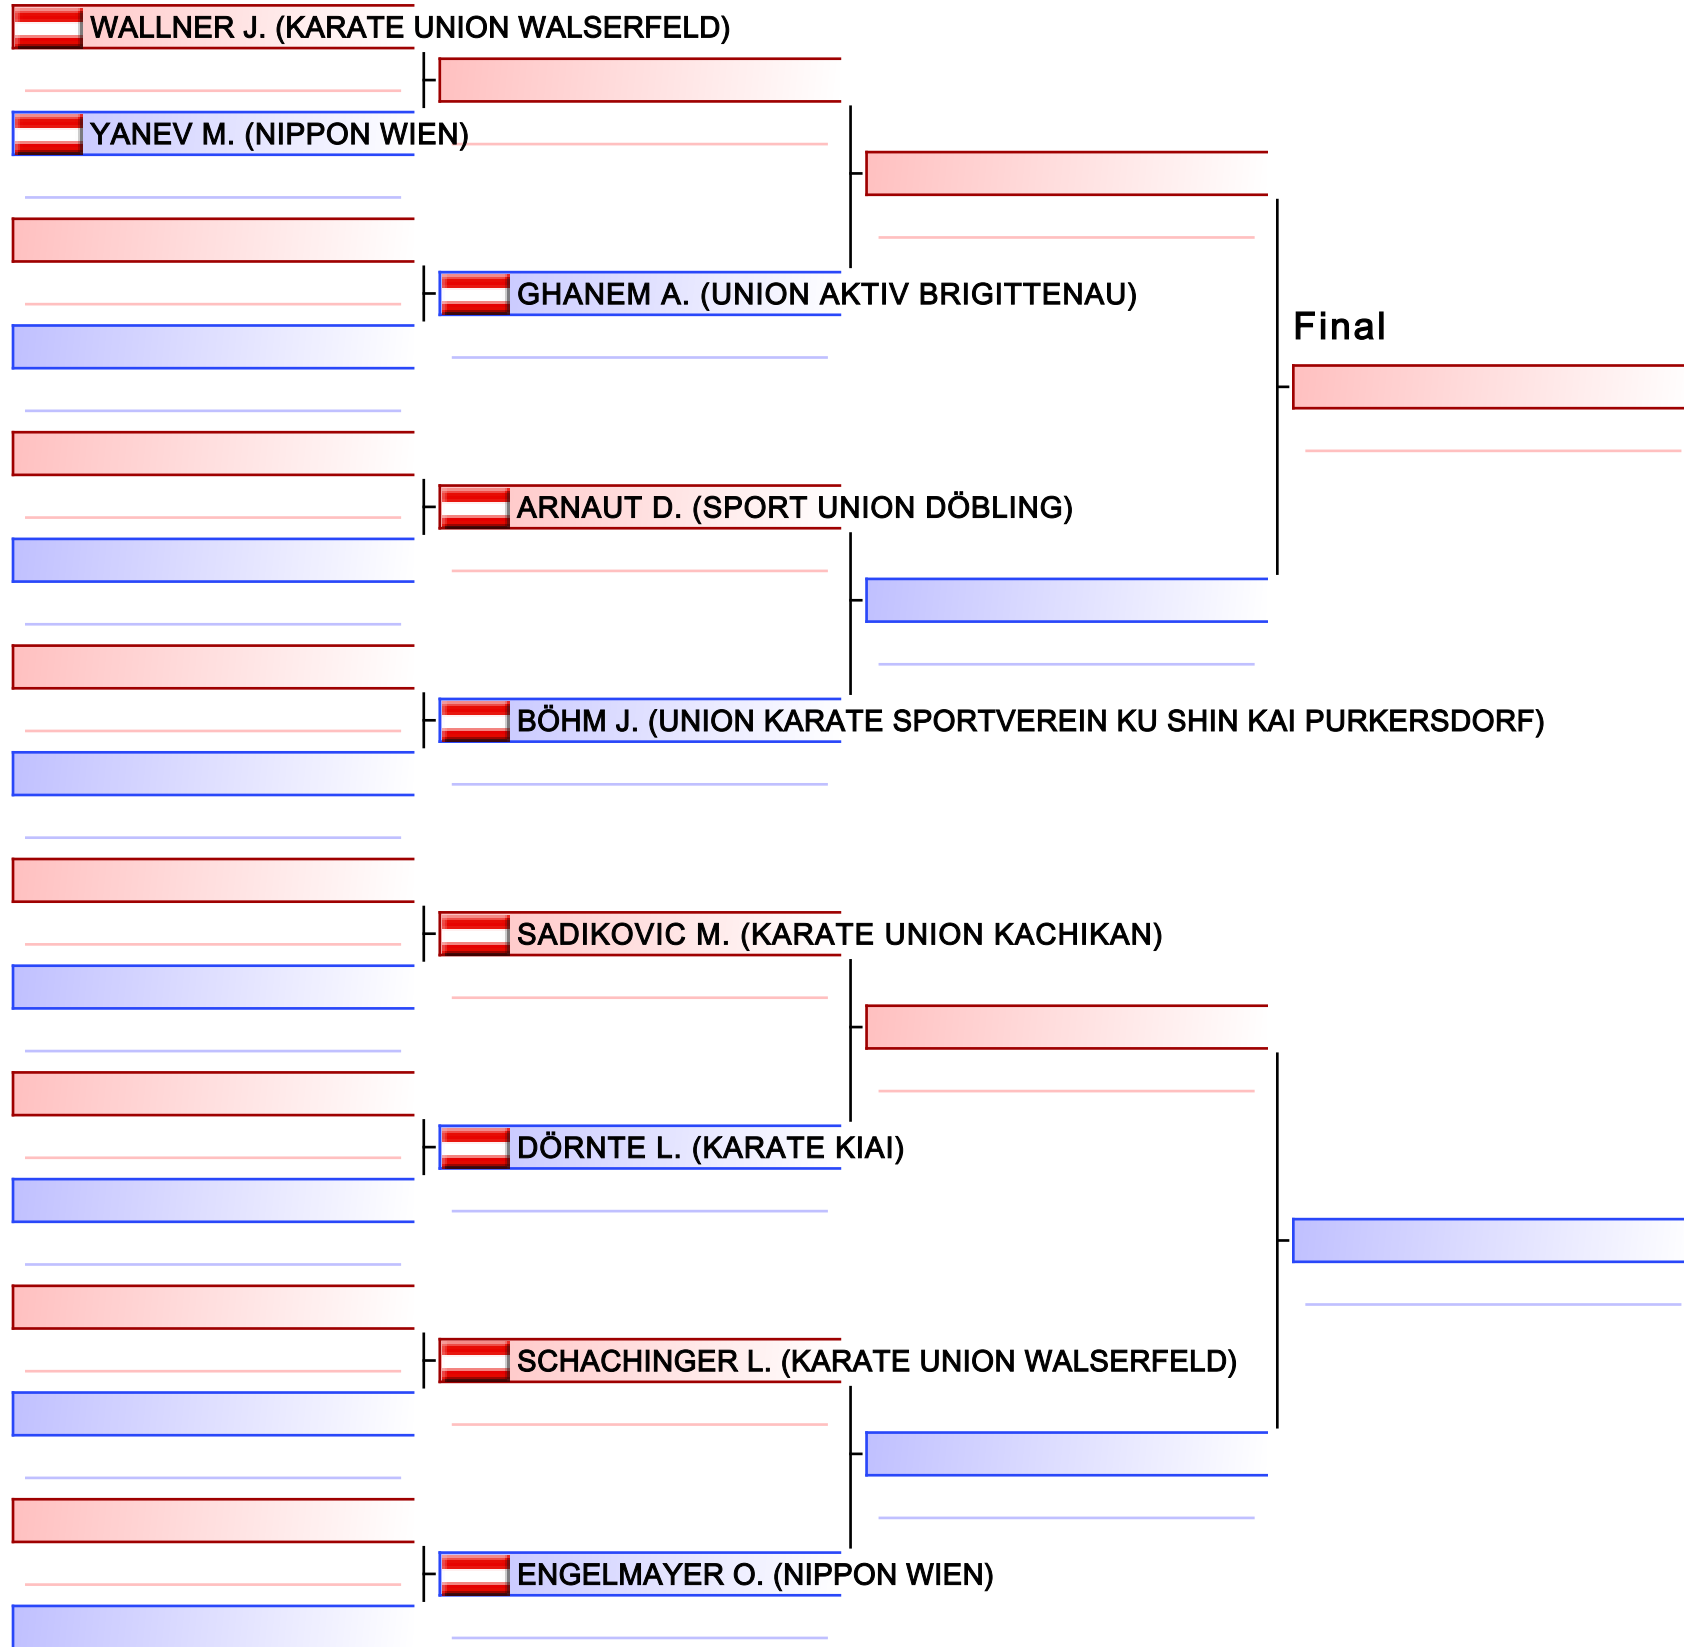 WALLNER J. (KARATE UNION WALSERFELD)
YANEV M. (NIPPON WIEN)
GHANEM A. (UNION AKTIV BRIGITTENAU)
Final
ARNAUT D. (SPORT UNION DÖBLING)
BÖHM J. (UNION KARATE SPORTVEREIN KU SHIN KAI PURKERSDORF)
SADIKOVIC M. (KARATE UNION KACHIKAN)
DÖRNTE L. (KARATE KIAI)
SCHACHINGER L. (KARATE UNION WALSERFELD)
ENGELMAYER O. (NIPPON WIEN)